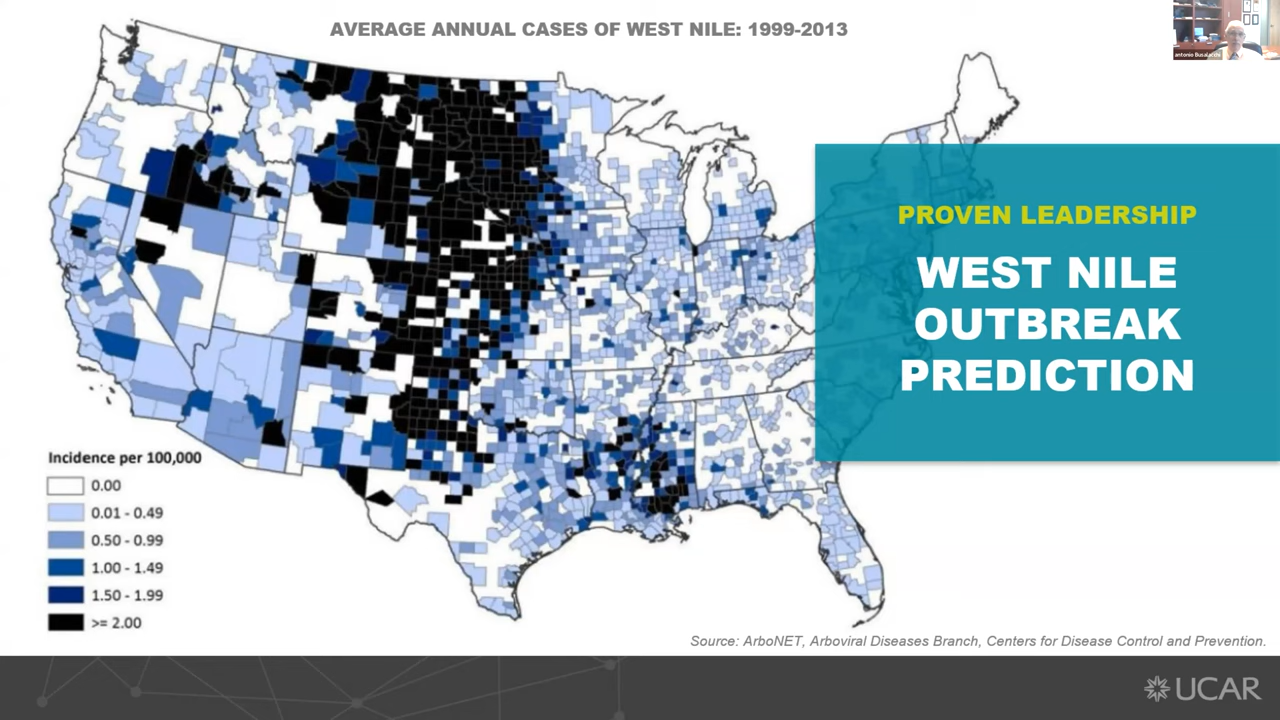 AVERAGE ANNUAL CASES OF WEST NILE: 1999-2013
antonio Busalacchi
PROVEN LEADERSHIP
WEST NILE
OUTBREAK
PREDICTION
Incidence per 100,000
0.00
0.01 - 0.49
0.50 - 0.99
1.00 - 1.49
1.50 - 1.99
>= 2.00
Source: ArboNET, Arboviral Diseases Branch, Centers for Disease Control and Prevention.
UCAR